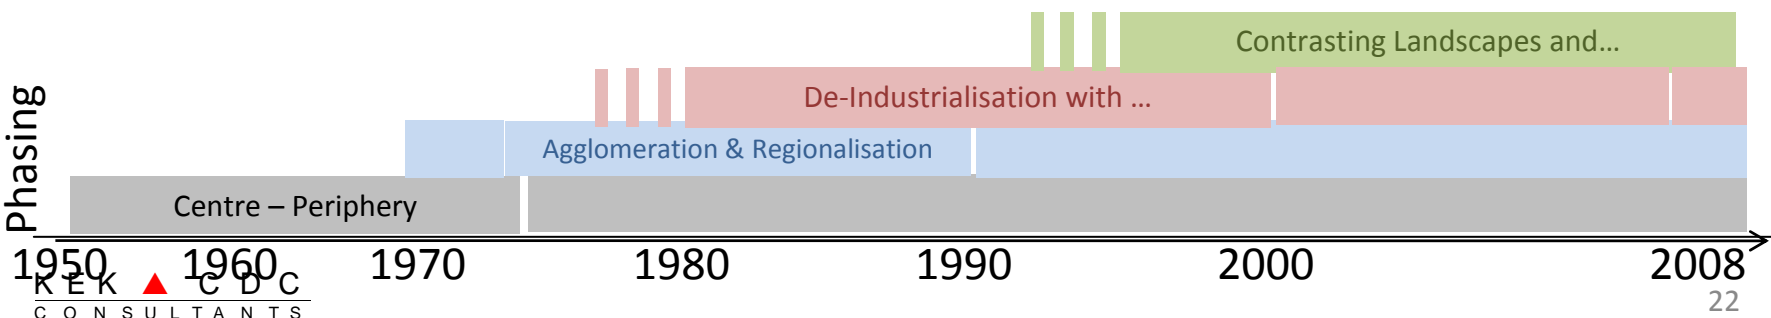 Contrasting Landscapes and…
De-Industrialisation with …
Agglomeration & Regionalisation
Centre – Periphery
Phasing
1950 1960 1970 1980 1990 2000 2008
KEK CDC
CONSULTANTS
22